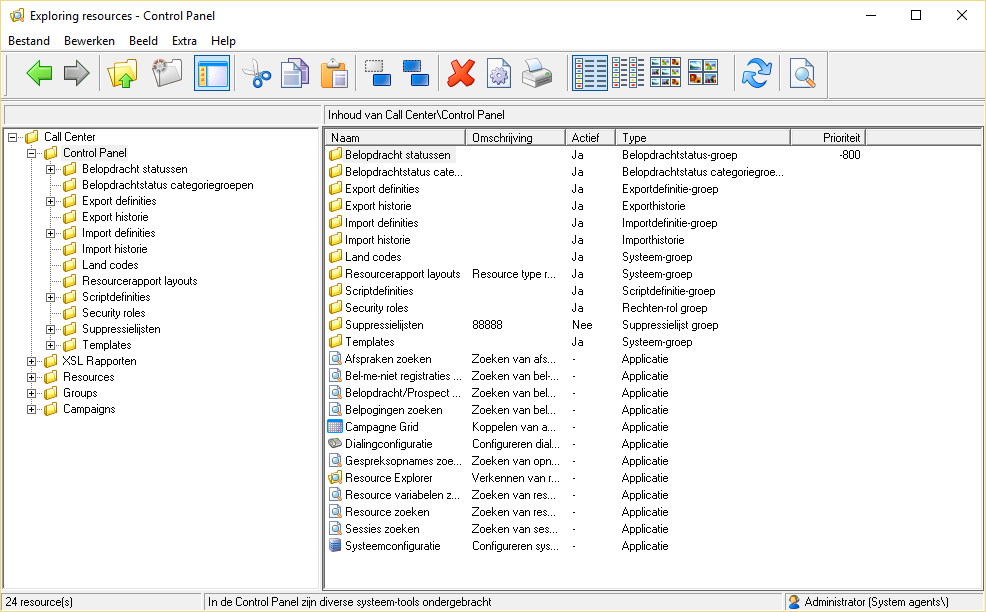 Exploring resources - Control Panel
Bestand Bewerken Beeld Extra Help
Inhoud van Call Center\Control Panel
Call Center
Control Panel
Belopdracht statussen
Belopdrachtstatus categoriegroepen
Export definities
Export historie
Import definities
Import historie
Land codes
Resourcerapport layouts
Scriptdefinities
Security roles
Suppressielijsten
Templates
XSL Rapporten
Resources
Groups
Campaigns
Naam Omschrijving Actief Type Prioriteit
Belopdracht statussen Ja Belopdrachtstatus-groep -800
Belopdrachtstatus cate... Ja Belopdrachtstatus categoriegroe...
Export definities Ja Exportdefinitie-groep
Export historie Ja Exporthistorie
Import definities Ja Importdefinitie-groep
Import historie Ja Importhistorie
Land codes Ja Systeem-groep
Resourcerapport layouts Resource type r... Ja Systeem-groep
Scriptdefinities Ja Scriptdefinitie-groep
Security roles Ja Rechten-rol groep
Suppressielijsten 88888 Nee Suppressielijst groep
Templates Ja Systeem-groep
Afspraken zoeken Zoeken van afs... - Applicatie
Bel-me-niet registraties ... Zoeken van bel-... - Applicatie
Belopdracht/Prospect ... Zoeken van bel... - Applicatie
Belpogingen zoeken Zoeken van bel... - Applicatie
Campagne Grid Koppelen van a... - Applicatie
Dialingconfiguratie Configureren dial... - Applicatie
Gespreksopnames zoe... Zoeken van opn... - Applicatie
Resource Explorer Verkennen van r... - Applicatie
Resource variabelen z... Zoeken van res... - Applicatie
Resource zoeken Zoeken van res... - Applicatie
Sessies zoeken Zoeken van ses... - Applicatie
Systeemconfiguratie Configureren sys... - Applicatie
24 resource(s) In de Control Panel zijn diverse systeem-tools ondergebracht Administrator (System agents\)